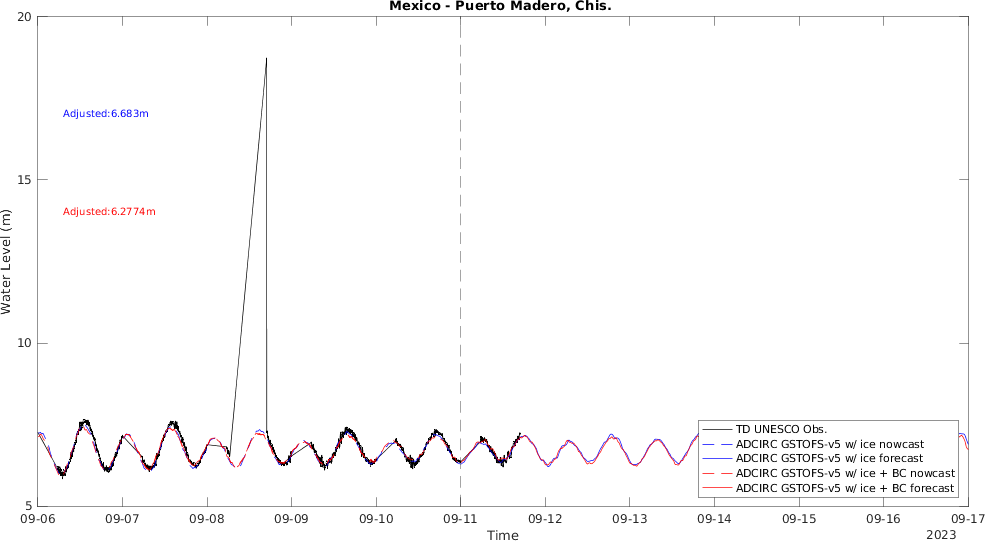 Mexico - Puerto Madero, Chis.
20
15
10
5
Water Level (m)
Adjusted:6.683m
Adjusted:6.2774m
TD UNESCO Obs.
ADCIRC GSTOFS-v5 w/ ice nowcast
ADCIRC GSTOFS-v5 w/ ice forecast
ADCIRC GSTOFS-v5 w/ ice + BC nowcast
ADCIRC GSTOFS-v5 w/ ice + BC forecast
09-06 09-07 09-08 09-09 09-10 09-11 09-12 09-13 09-14 09-15 09-16 09-17
Time
2023